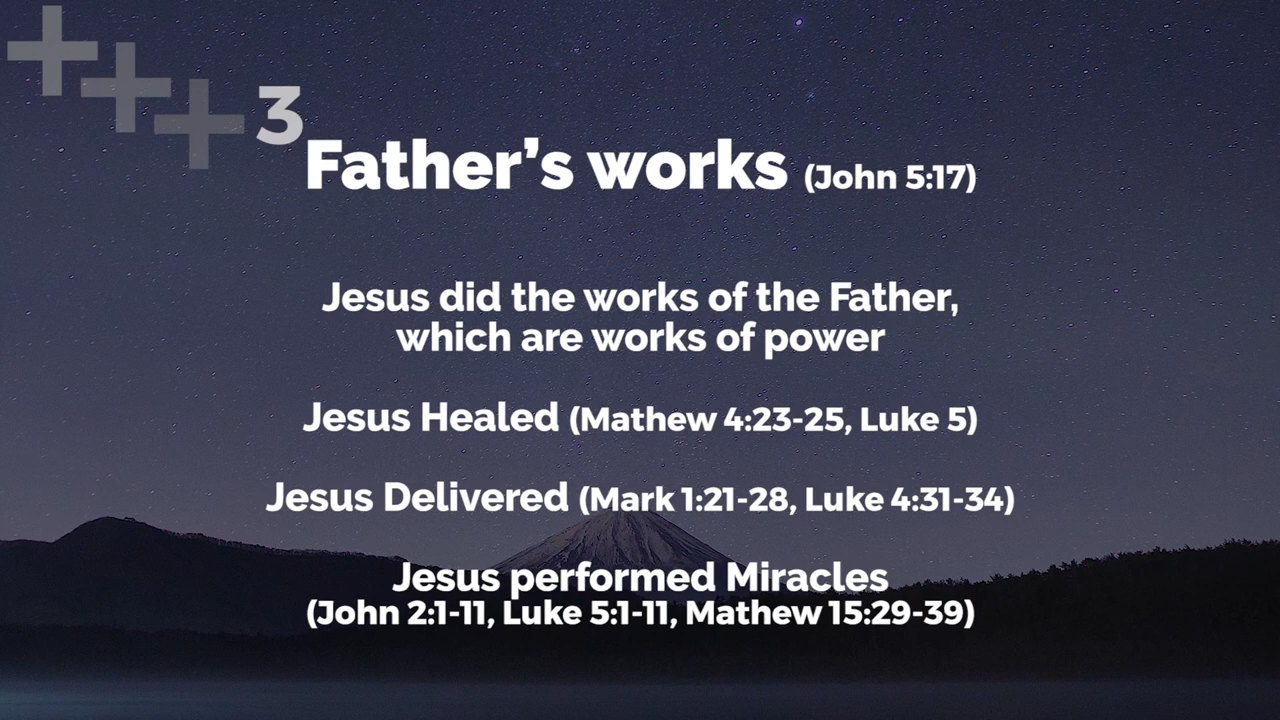 3
Father’s works (John 5:17)
Jesus did the works of the Father,
which are works of power
Jesus Healed (Mathew 4:23-25, Luke 5)
Jesus Delivered (Mark 1:21-28, Luke 4:31-34)
Jesus performed Miracles
(John 2:1-11, Luke 5:1-11, Mathew 15:29-39)